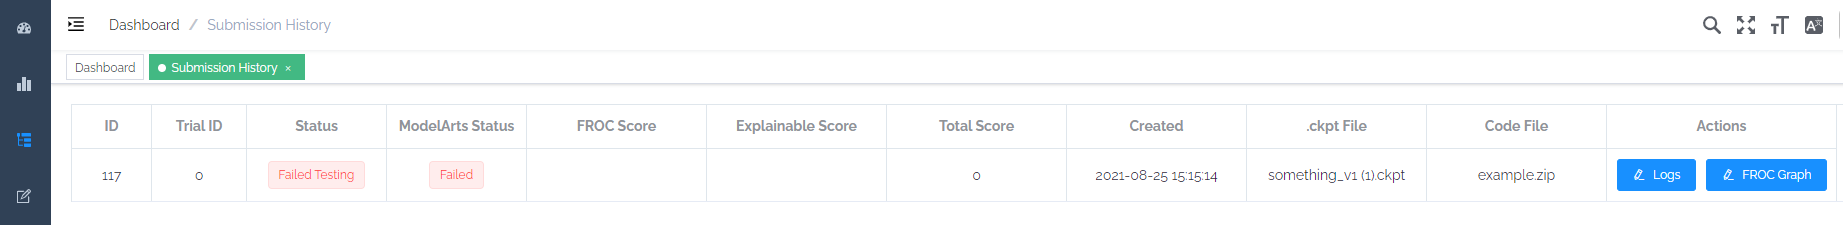 Dashboard / Submission History
Dashboard Submission History ×
ID Trial ID Status ModelArts Status FROC Score Explainable Score Total Score Created .ckpt File Code File Actions
117 0 Failed Testing Failed 0 2021-08-25 15:15:14 something_v1 (1).ckpt example.zip Logs FROC Graph